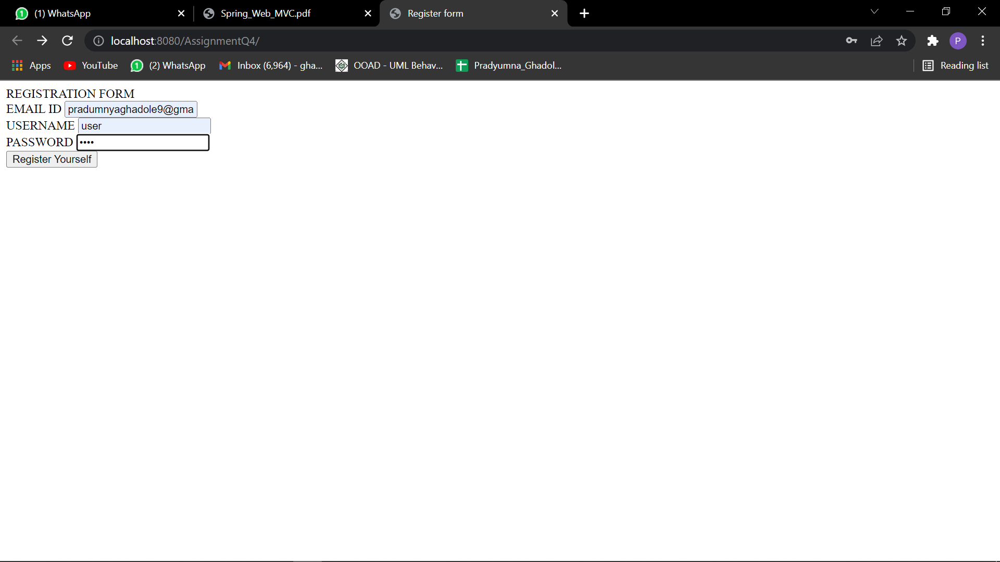 (1) WhatsApp
Spring_Web_MVC.pdf
Register form
localhost:8080/AssignmentQ4/
P
Apps
YouTube
(2) WhatsApp
Inbox (6,964) - gha...
OOAD - UML Behav...
Pradyumna_Ghadol...
Reading list
REGISTRATION FORM
EMAIL ID pradumnyaghadole9@gma
USERNAME user
PASSWORD ••••
Register Yourself